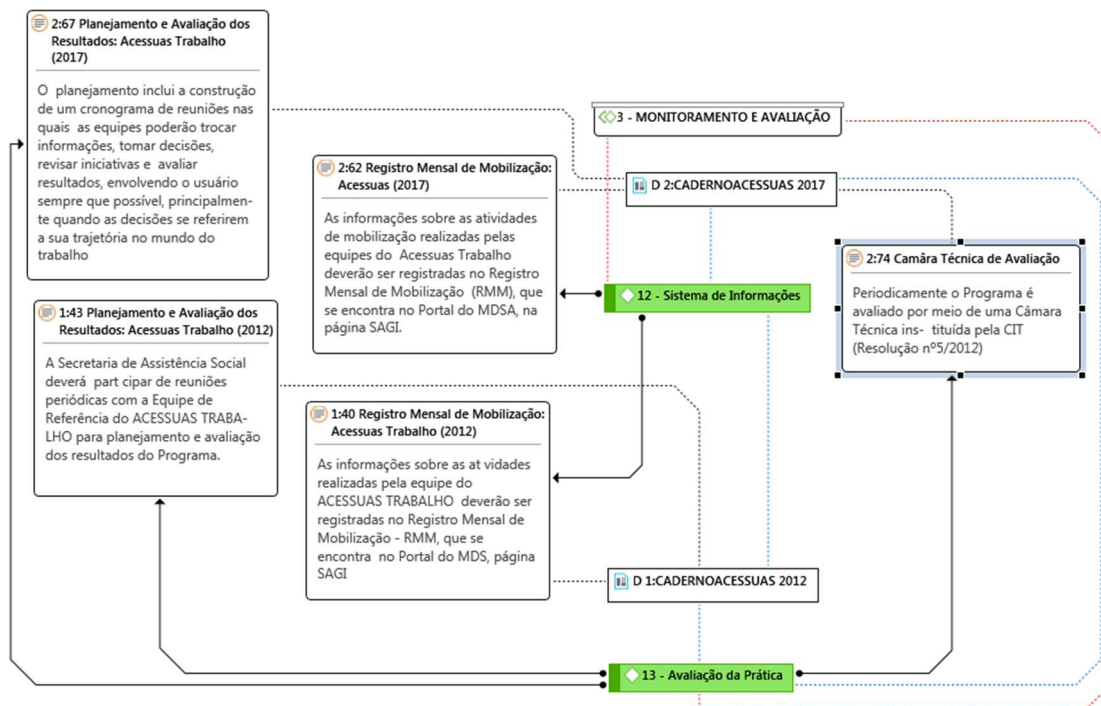 2:67 Planejamento e Avaliação dos
Resultados: Acessuas Trabalho
(2017)
O planejamento inclui a construção
de um cronograma de reuniões nas
quais as equipes poderão trocar
informações, tomar decisões,
revisar iniciativas e avaliar
resultados, envolvendo o usuário
sempre que possível, principalmen-
te quando as decisões se referirem
a sua trajetória no mundo do
trabalho
3 - MONITORAMENTO E AVALIAÇÃO
2:62 Registro Mensal de Mobilização:
Acessuas (2017)
As informações sobre as atividades
de mobilização realizadas pelas
equipes do Acessuas Trabalho
deverão ser registradas no Registro
Mensal de Mobilização (RMM), que
se encontra no Portal do MDSA, na
página SAGI.
D 2:CADERNOACESSUAS 2017
2:74 Camâra Técnica de Avaliação
Periodicamente o Programa é
avaliado por meio de uma Câmara
Técnica ins- tituída pela CIT
(Resolução nº5/2012)
12 - Sistema de Informações
1:43 Planejamento e Avaliação dos
Resultados: Acessuas Trabalho (2012)
A Secretaria de Assistência Social
deverá part cipar de reuniões
periódicas com a Equipe de
Referência do ACESSUAS TRABA-
LHO para planejamento e avaliação
dos resultados do Programa.
1:40 Registro Mensal de Mobilização:
Acessuas Trabalho (2012)
As informações sobre as at vidades
realizadas pela equipe do
ACESSUAS TRABALHO deverão ser
registradas no Registro Mensal de
Mobilização - RMM, que se
encontra no Portal do MDS, página
SAGI
D 1:CADERNOACESSUAS 2012
13 - Avaliação da Prática